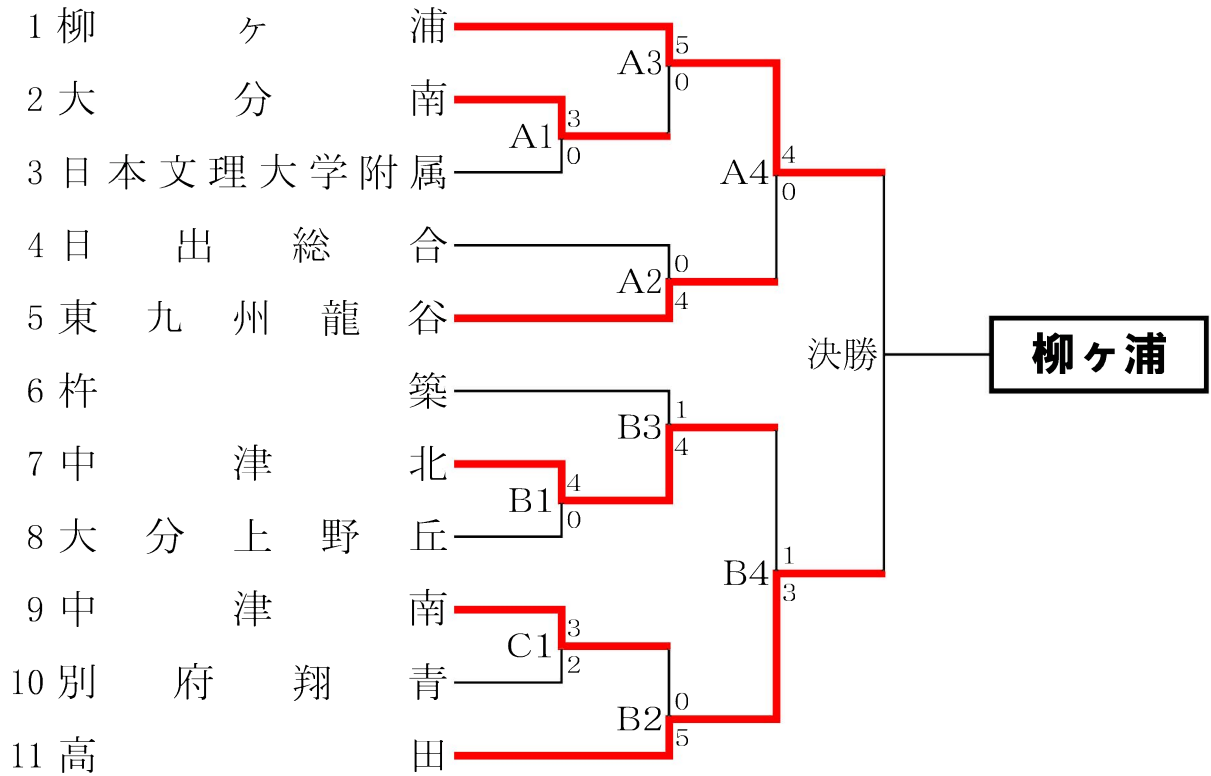 1 柳ヶ浦
2 大分南
3 日本文理大学附属
4 日出総合
5 東九州龍谷
6 杵築
7 中津北
8 大分上野丘
9 中津南
10 別府翔青
11 高田
A1
3
0
A3
5
0
A2
0
4
A4
4
0
B1
4
0
B3
1
4
C1
3
2
B2
0
5
B4
1
3
決勝
柳ヶ浦